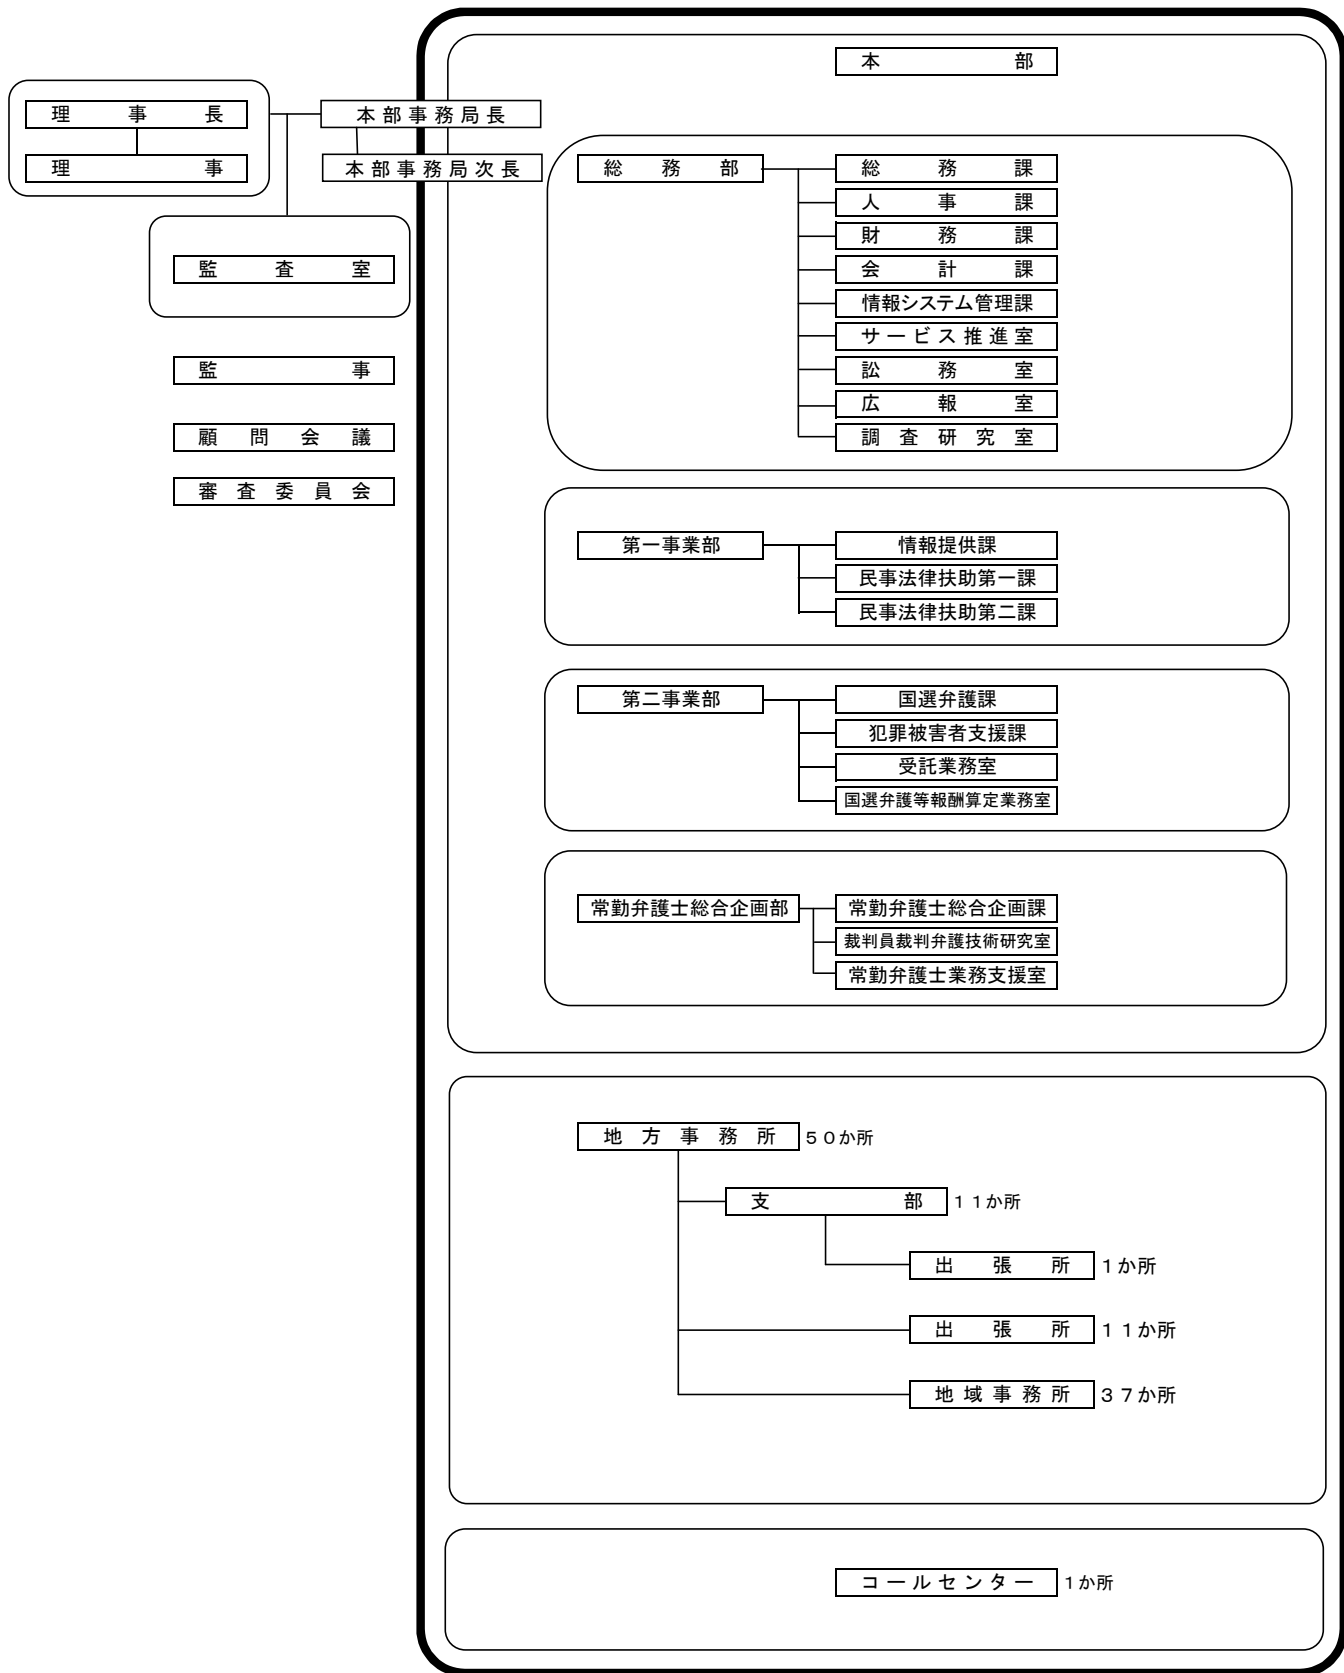 本部
理事長
本部事務局長
理事
本部事務局次長
監査室
監事
顧問会議
審査委員会
総務部
総務課
人事課
財務課
会計課
情報システム管理課
サービス推進室
訟務室
広報室
調査研究室
第一事業部
情報提供課
民事法律扶助第一課
民事法律扶助第二課
第二事業部
国選弁護課
犯罪被害者支援課
受託業務室
国選弁護等報酬算定業務室
常勤弁護士総合企画部
常勤弁護士総合企画課
裁判員裁判弁護技術研究室
常勤弁護士業務支援室
地方事務所 ５０か所
支部 １１か所
出張所 １か所
出張所 １１か所
地域事務所 ３７か所
コールセンター １か所